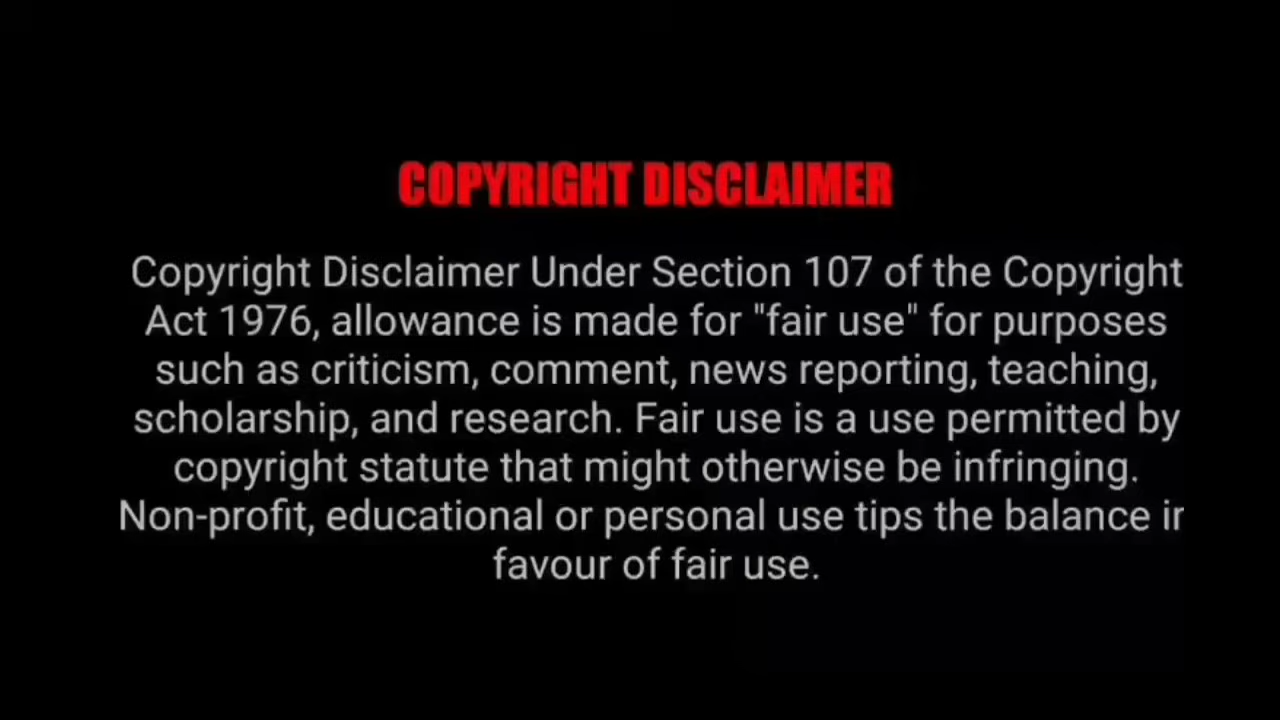 COPYRIGHT DISCLAIMER
Copyright Disclaimer Under Section 107 of the Copyright
Act 1976, allowance is made for "fair use" for purposes
such as criticism, comment, news reporting, teaching,
scholarship, and research. Fair use is a use permitted by
copyright statute that might otherwise be infringing.
Non-profit, educational or personal use tips the balance
favour of fair use.